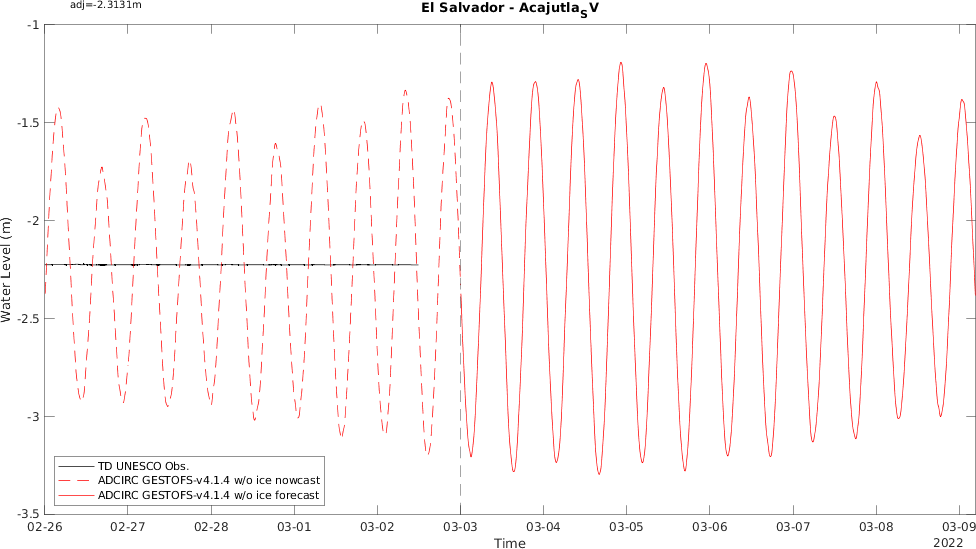 adj=-2.3131m
El Salvador - Acajutla_SV
-1
-1.5
-2
-2.5
-3
-3.5
Water Level (m)
TD UNESCO Obs.
ADCIRC GESTOFS-v4.1.4 w/o ice nowcast
ADCIRC GESTOFS-v4.1.4 w/o ice forecast
02-26 02-27 02-28 03-01 03-02 03-03 03-04 03-05 03-06 03-07 03-08 03-09
Time
2022